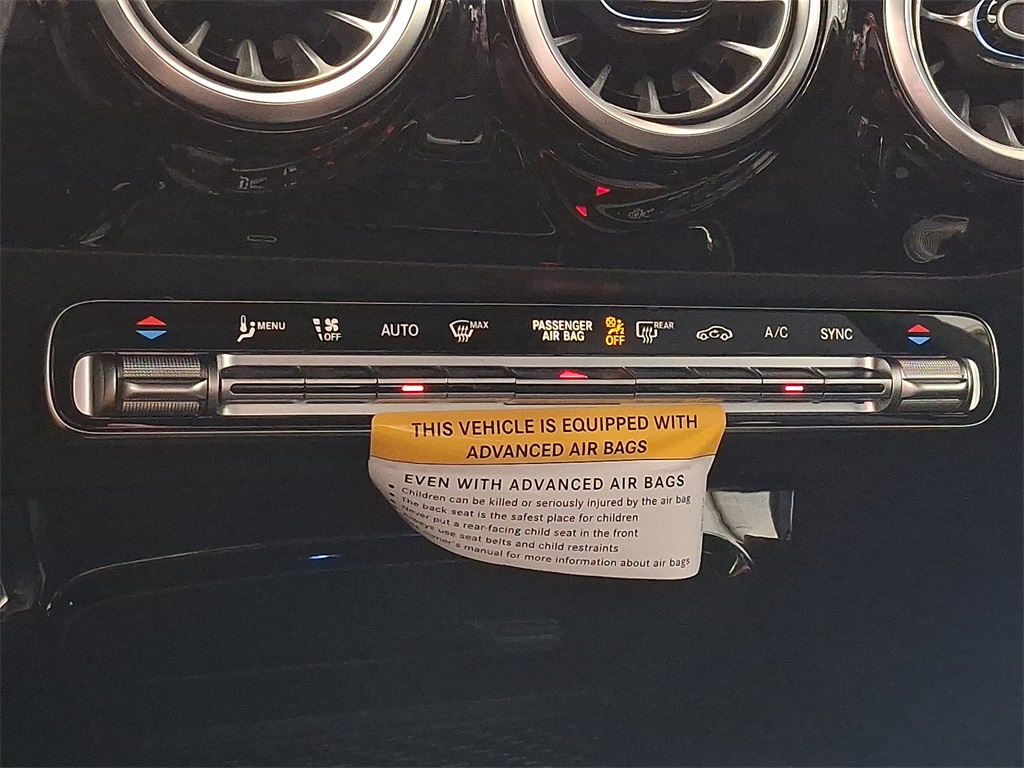 MENU
OFF
AUTO
MAX
PASSENGER
AIR BAG
OFF
REAR
A/C
SYNC
THIS VEHICLE IS EQUIPPED WITH
ADVANCED AIR BAGS
EVEN WITH ADVANCED AIR BAGS
• Children can be killed or seriously injured by the air bag
• The back seat is the safest place for children
• Never put a rear-facing child seat in the front
use seat belts and child restraints
owner's manual for more information about air bags